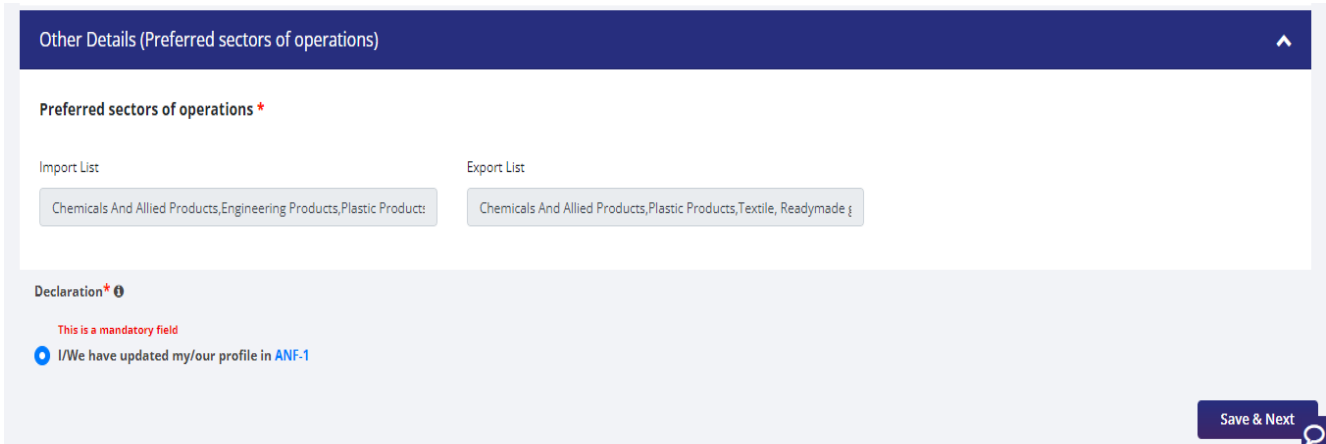 Other Details (Preferred sectors of operations)
Preferred sectors of operations *
Import List
Export List
Chemicals And Allied Products,Engineering Products,Plastic Products
Chemicals And Allied Products,Plastic Products,Textile, Readymade
Declaration*
This is a mandatory field
I/We have updated my/our profile in ANF-1
Save & Next